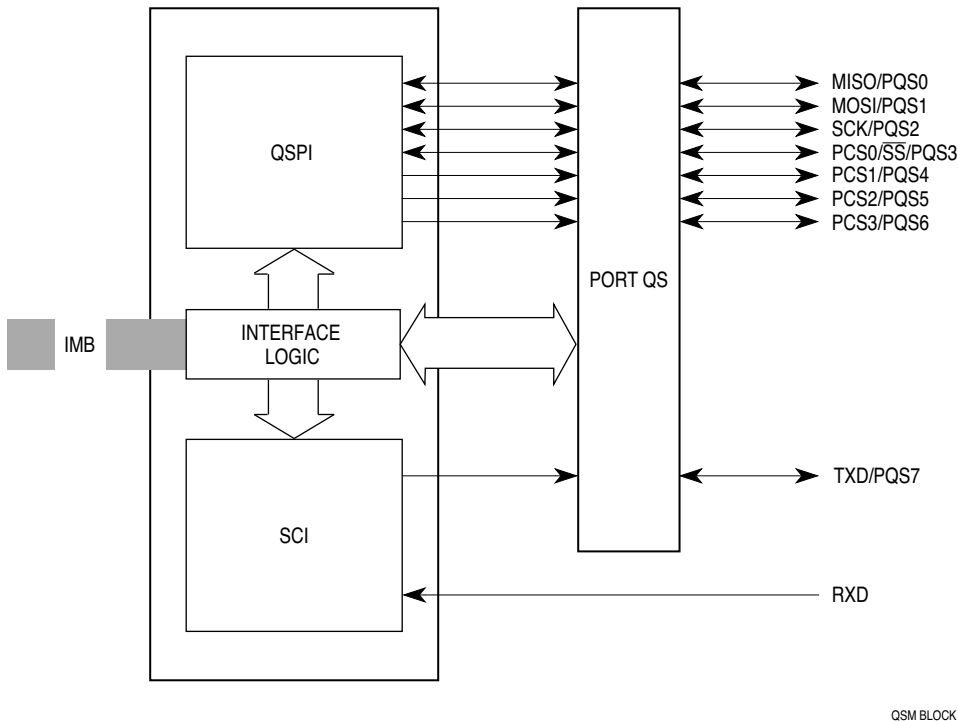 QSPI
INTERFACE
LOGIC
IMB
SCI
PORT QS
MISO/PQS0
MOSI/PQS1
SCK/PQS2
PCS0/S̅S̅/PQS3
PCS1/PQS4
PCS2/PQS5
PCS3/PQS6
TXD/PQS7
RXD
QSM BLOCK